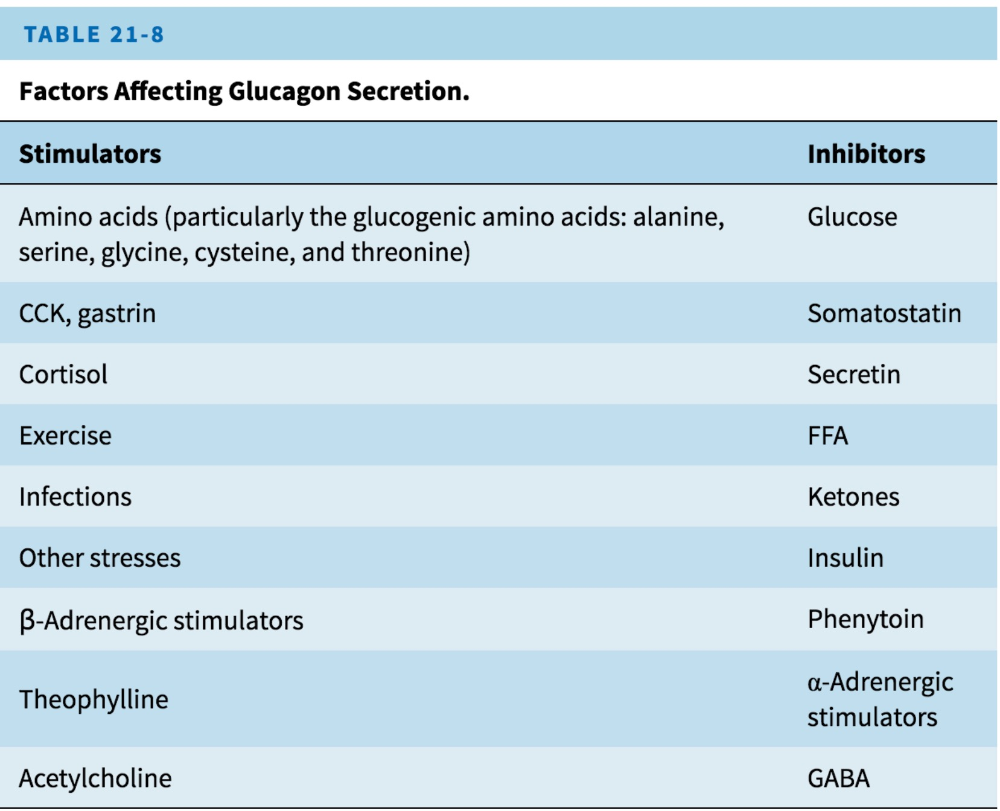 TABLE 21-8
Factors Affecting Glucagon Secretion.
Stimulators Inhibitors
Amino acids (particularly the glucogenic amino acids: alanine, Glucose
serine, glycine, cysteine, and threonine)
CCK, gastrin Somatostatin
Cortisol Secretin
Exercise FFA
Infections Ketones
Other stresses Insulin
β-Adrenergic stimulators Phenytoin
Theophylline α-Adrenergic
stimulators
Acetylcholine GABA